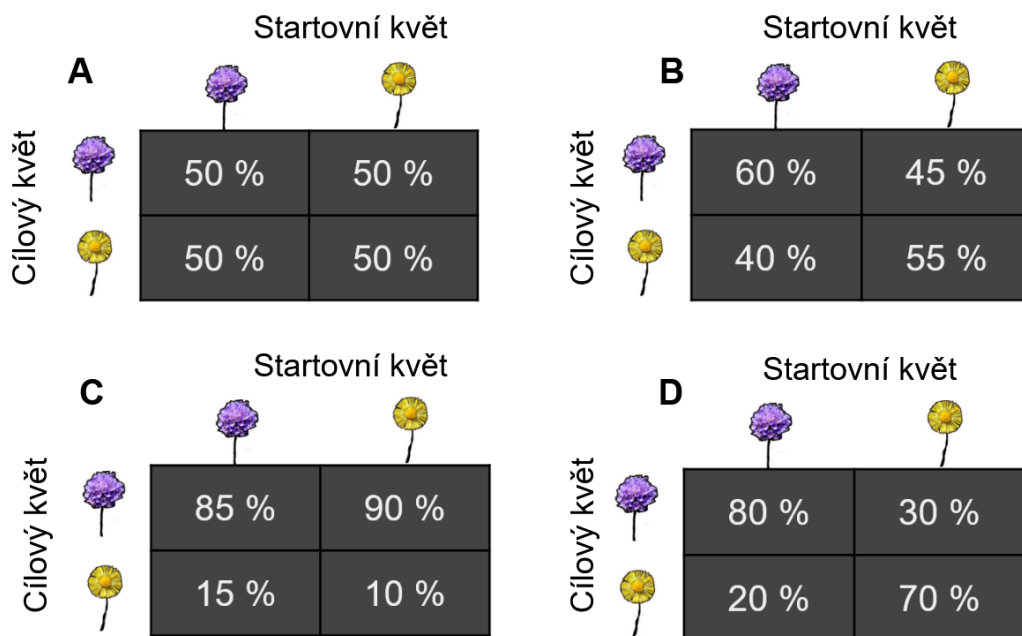 Startovní květ
A
Cílový květ
50 % 50 %
50 % 50 %
Startovní květ
B
Cílový květ
60 % 45 %
40 % 55 %
Startovní květ
C
Cílový květ
85 % 90 %
15 % 10 %
Startovní květ
D
Cílový květ
80 % 30 %
20 % 70 %